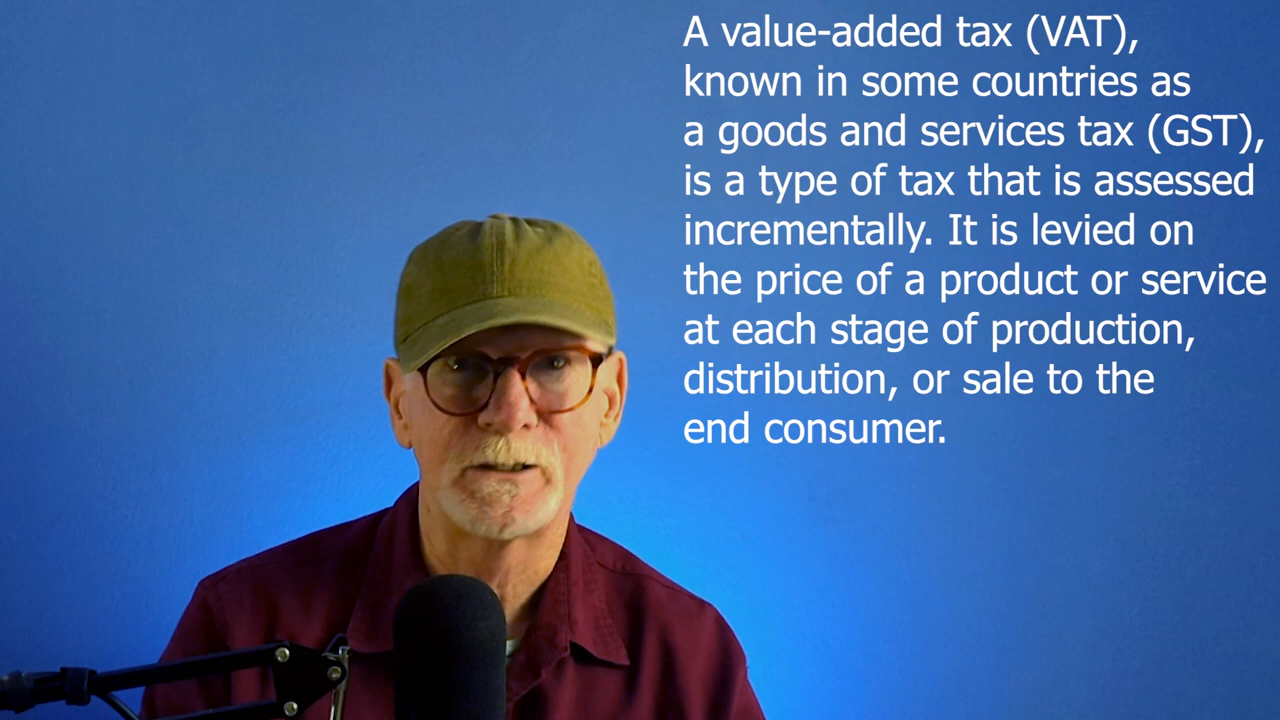 A value-added tax (VAT),
known in some countries as
a goods and services tax (GST),
is a type of tax that is assessed
incrementally. It is levied on
the price of a product or service
at each stage of production,
distribution, or sale to the
end consumer.